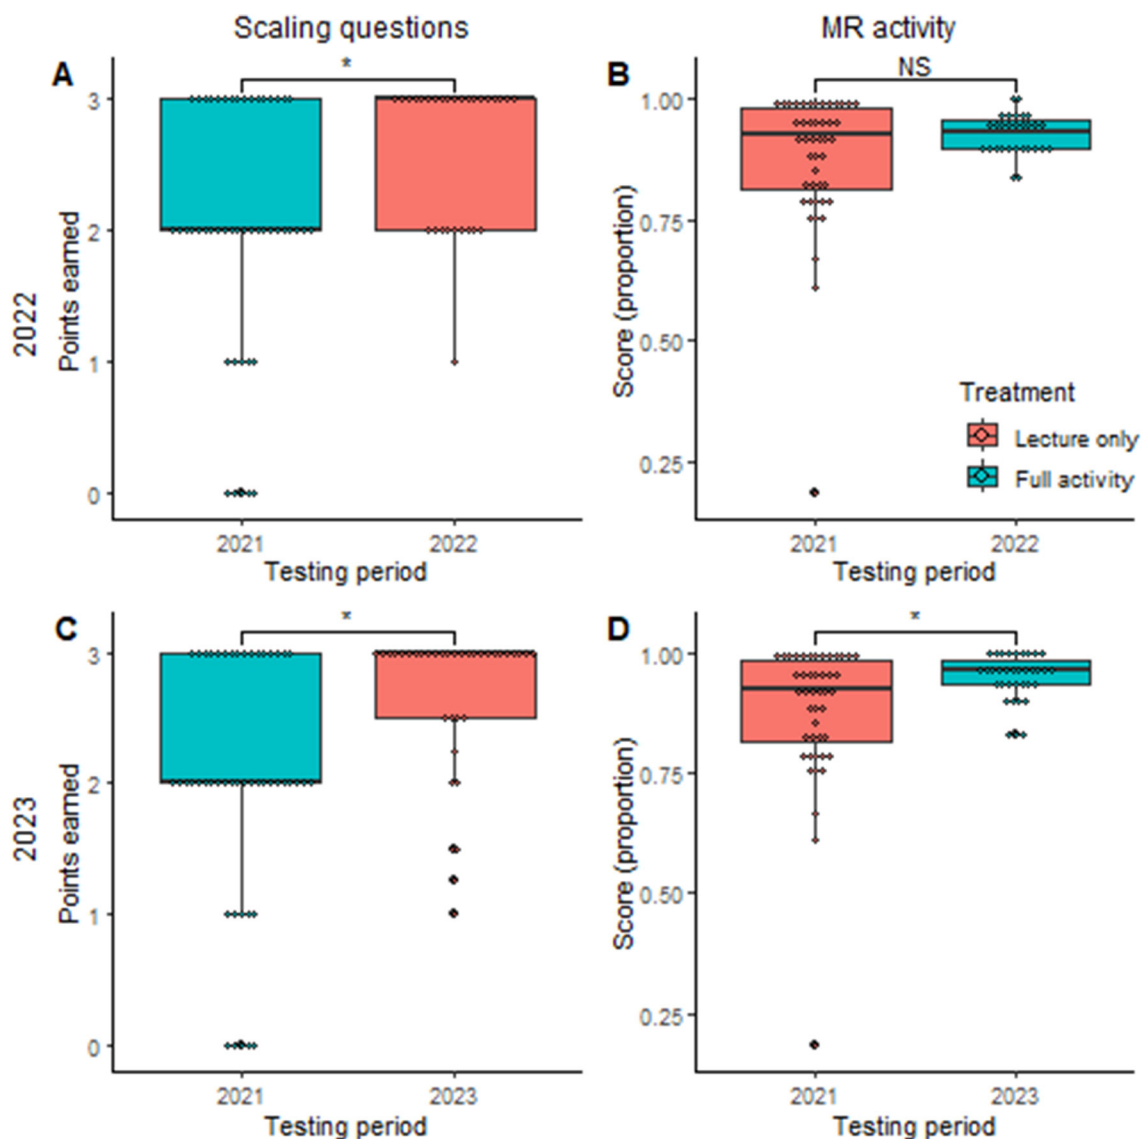 Scaling questions
MR activity
A
*
3
2
1
0
Points earned
2022
2021
2022
Testing period
B
NS
1.00
0.75
0.50
0.25
Score (proportion)
Treatment
Lecture only
Full activity
2021
2022
Testing period
C
*
3
2
1
0
Points earned
2023
2021
2023
Testing period
D
*
1.00
0.75
0.50
0.25
Score (proportion)
2021
2023
Testing period